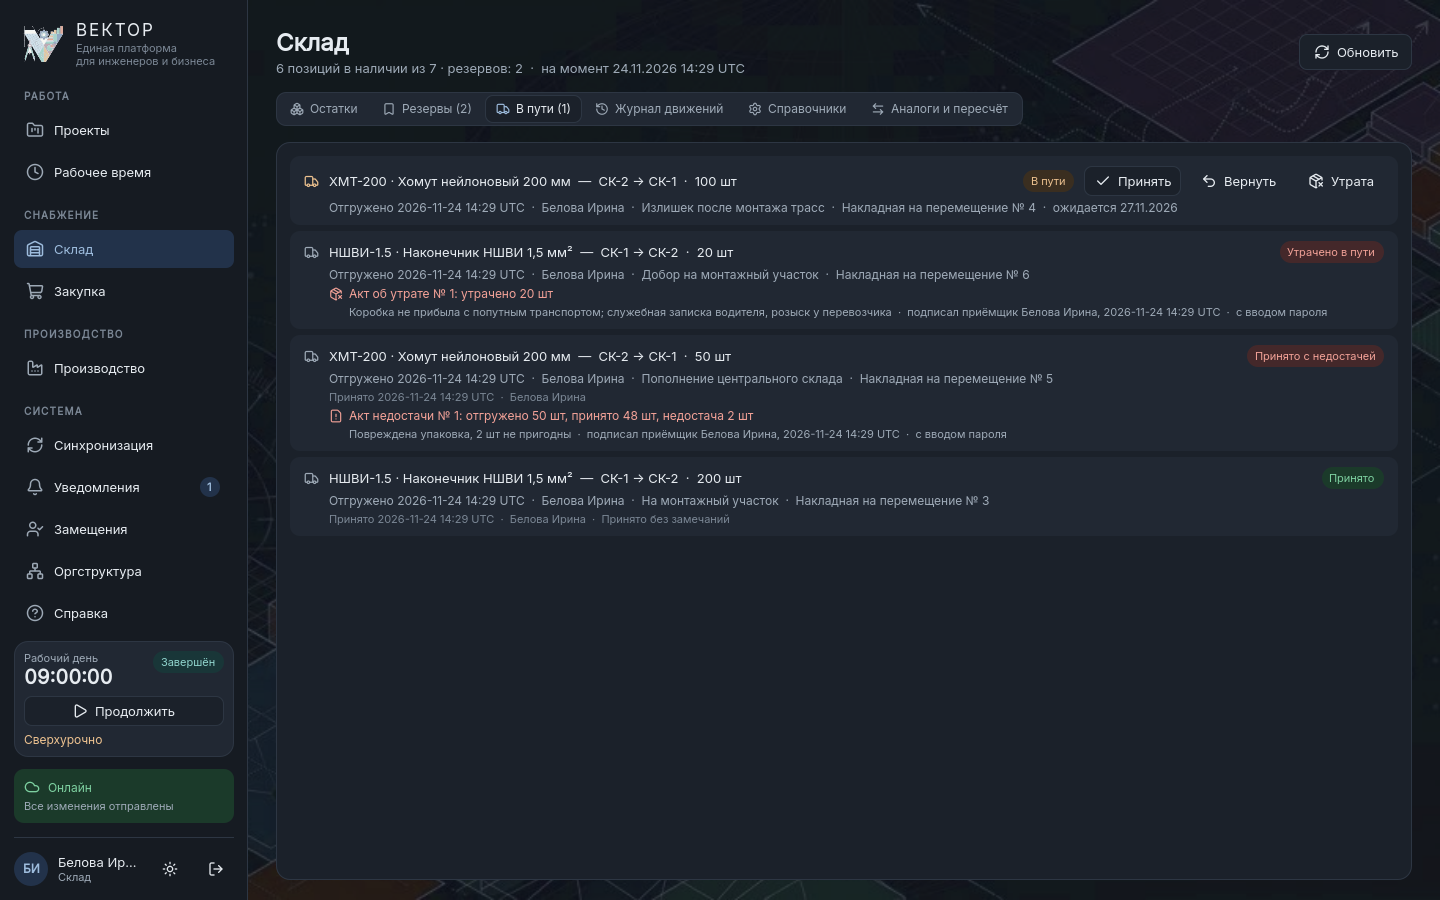 ВЕКТОР
Единая платформа
для инженеров и бизнеса
РАБОТА
Проекты
Рабочее время
СНАБЖЕНИЕ
Склад
Закупка
ПРОИЗВОДСТВО
Производство
СИСТЕМА
Синхронизация
Уведомления 1
Замещения
Оргструктура
Справка
Рабочий день
Завершён
09:00:00
Продолжить
Сверхурочно
Онлайн
Все изменения отправлены
БИ
Белова Ир...
Склад
Склад
6 позиций в наличии из 7 · резервов: 2 · на момент 24.11.2026 14:29 UTC
Обновить
Остатки Резервы (2) В пути (1) Журнал движений Справочники Аналоги и пересчёт
ХМТ-200 · Хомут нейлоновый 200 мм — СК-2 → СК-1 · 100 шт
В пути Принять Вернуть Утрата
Отгружено 2026-11-24 14:29 UTC · Белова Ирина · Излишек после монтажа трасс · Накладная на перемещение № 4 · ожидается 27.11.2026
НШВИ-1.5 · Наконечник НШВИ 1,5 мм² — СК-1 → СК-2 · 20 шт
Утрачено в пути
Отгружено 2026-11-24 14:29 UTC · Белова Ирина · Добор на монтажный участок · Накладная на перемещение № 6
Акт об утрате № 1: утрачено 20 шт
Коробка не прибыла с попутным транспортом; служебная записка водителя, розыск у перевозчика · подписал приёмщик Белова Ирина, 2026-11-24 14:29 UTC · с вводом пароля
ХМТ-200 · Хомут нейлоновый 200 мм — СК-2 → СК-1 · 50 шт
Принято с недостачей
Отгружено 2026-11-24 14:29 UTC · Белова Ирина · Пополнение центрального склада · Накладная на перемещение № 5
Принято 2026-11-24 14:29 UTC · Белова Ирина
Акт недостачи № 1: отгружено 50 шт, принято 48 шт, недостача 2 шт
Повреждена упаковка, 2 шт не пригодны · подписал приёмщик Белова Ирина, 2026-11-24 14:29 UTC · с вводом пароля
НШВИ-1.5 · Наконечник НШВИ 1,5 мм² — СК-1 → СК-2 · 200 шт
Принято
Отгружено 2026-11-24 14:29 UTC · Белова Ирина · На монтажный участок · Накладная на перемещение № 3
Принято 2026-11-24 14:29 UTC · Белова Ирина · Принято без замечаний